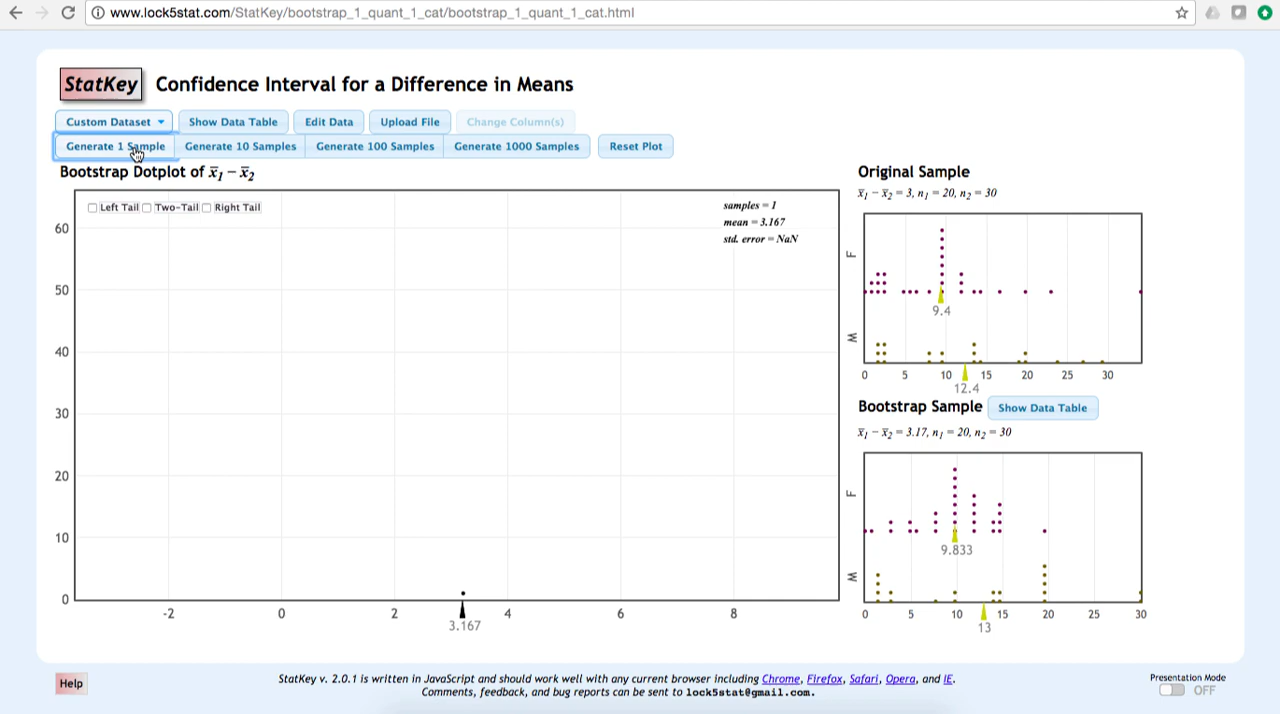 www.lock5stat.com/StatKey/bootstrap_1_quant_1_cat/bootstrap_1_quant_1_cat.html
StatKey Confidence Interval for a Difference in Means
Custom Dataset Show Data Table Edit Data Upload File Change Column(s)
Generate 1 Sample Generate 10 Samples Generate 100 Samples Generate 1000 Samples Reset Plot
Bootstrap Dotplot of x̅₁ − x̅₂
Left Tail Two-Tail Right Tail
samples = 1
mean = 3.167
std. error = NaN
60
50
40
30
20
10
0
-2 0 2 4 6 8
3.167
Original Sample
x̅₁ − x̅₂ = 3, n₁ = 20, n₂ = 30
F
9.4
M
0 5 10 15 20 25 30
12.4
Bootstrap Sample Show Data Table
x̅₁ − x̅₂ = 3.17, n₁ = 20, n₂ = 30
F
9.833
M
0 5 10 15 20 25 30
13
Help
StatKey v. 2.0.1 is written in JavaScript and should work well with any current browser including Chrome, Firefox, Safari, Opera, and IE.
Comments, feedback, and bug reports can be sent to lock5stat@gmail.com.
Presentation Mode
OFF